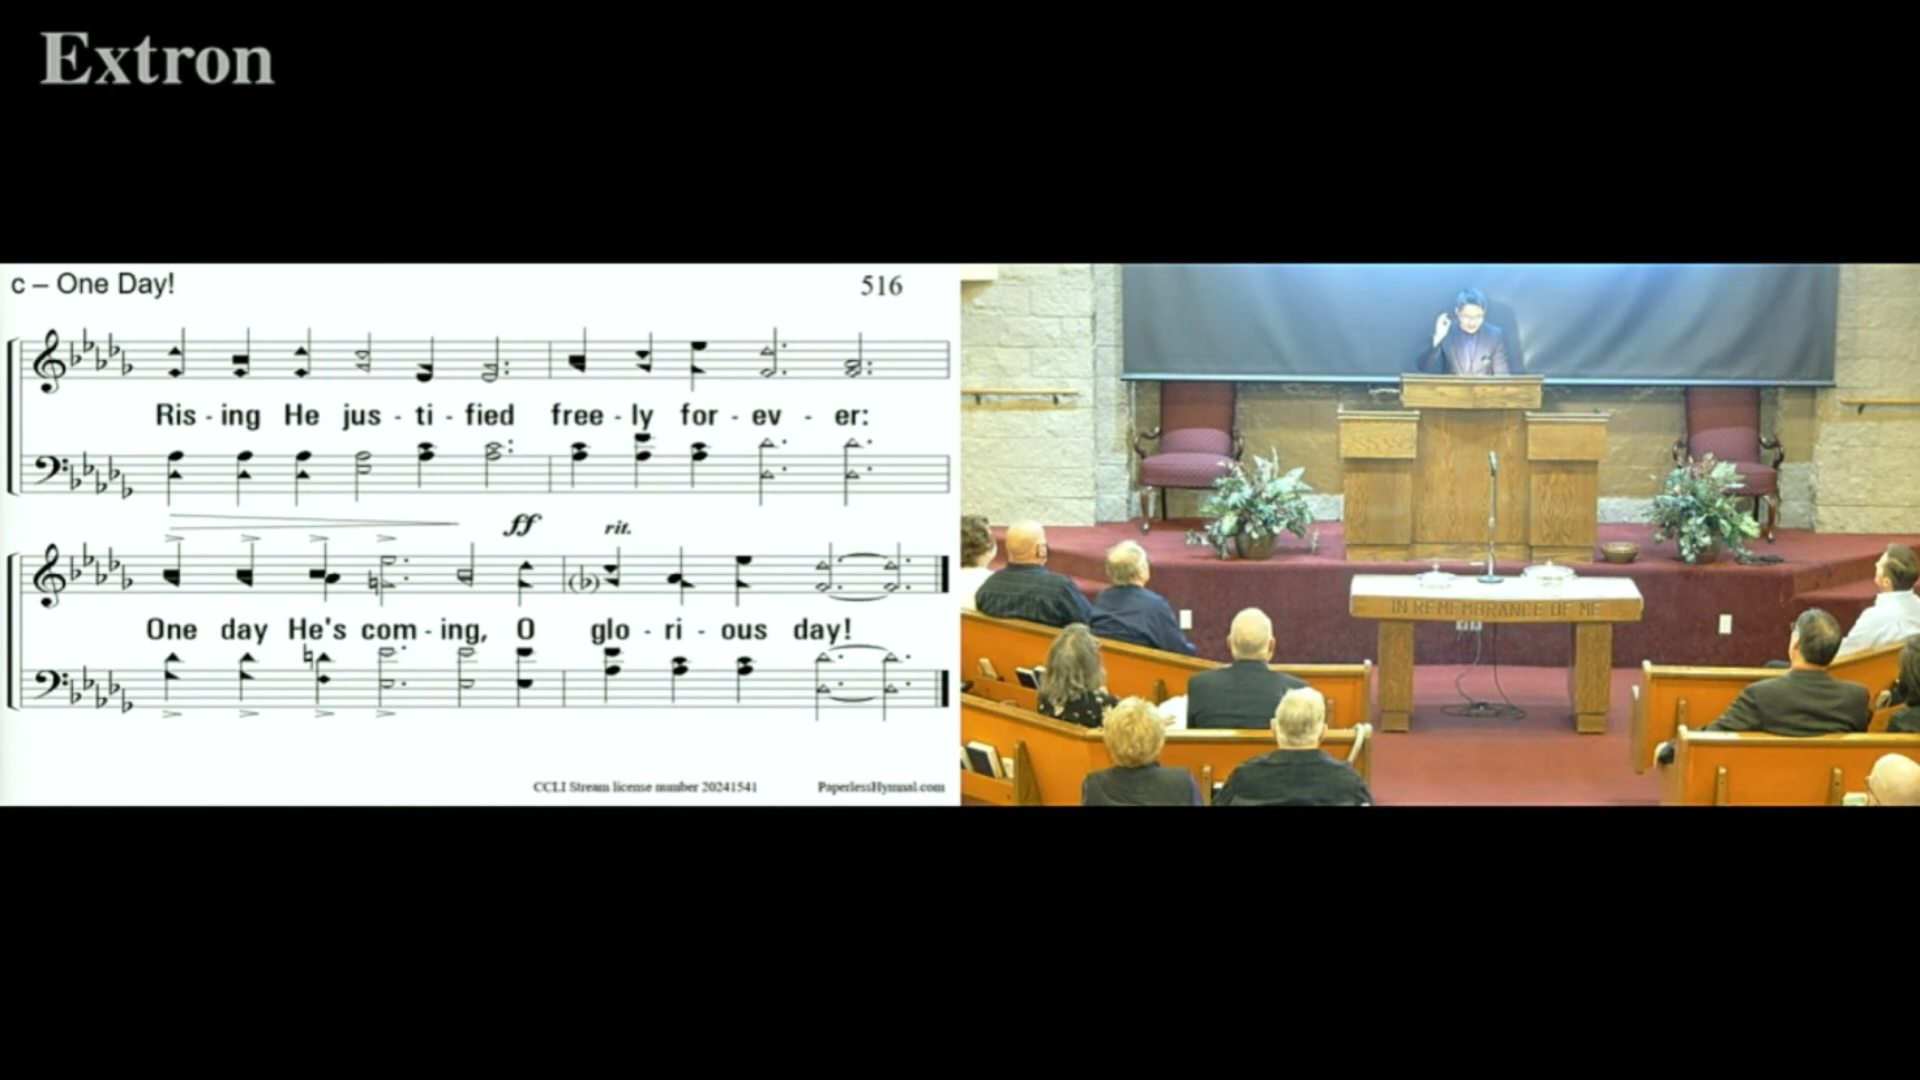 Extron
c – One Day!
516
Ris - ing He jus - ti - fied free - ly for - ev - er:
ff
rit.
One day He's com - ing, O glo - ri - ous day!
CCLI Stream license number 20241541
PaperlessHymnal.com
IN REMEMBRANCE OF ME